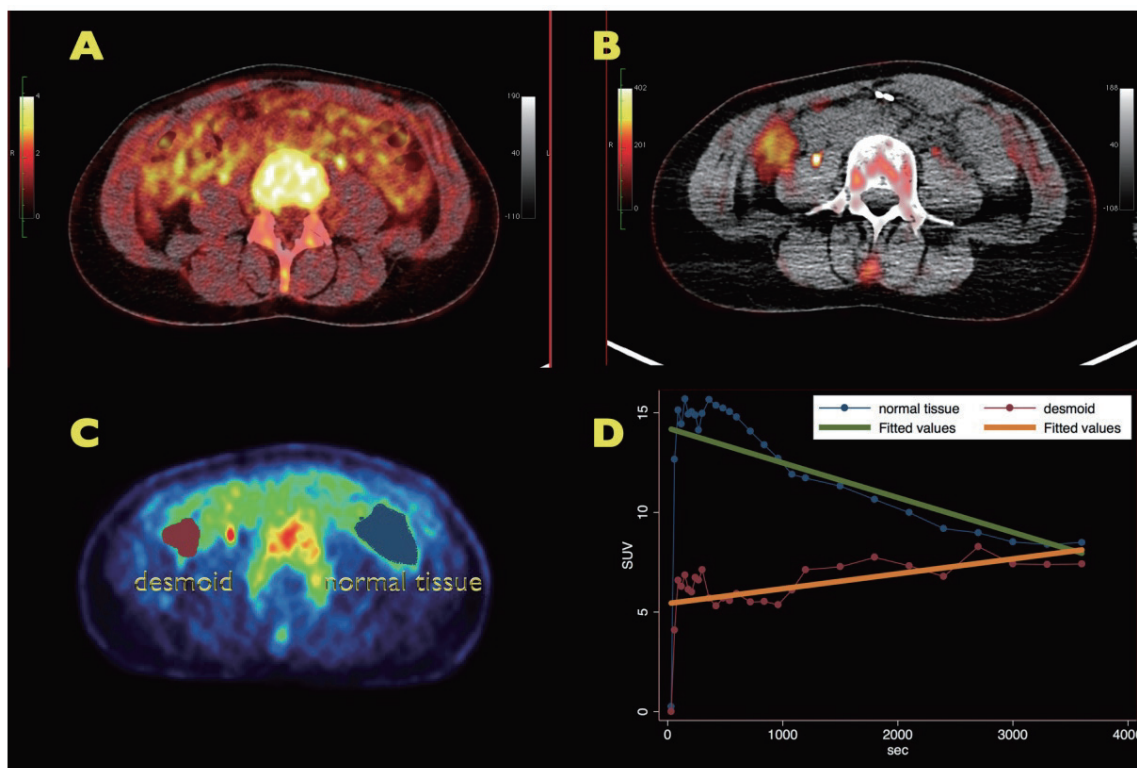 A
B
4
2
0
R
190
40
-110
L
402
201
0
R
188
40
-108
C
desmoid
normal tissue
D
normal tissue
desmoid
Fitted values
Fitted values
SUV
15
10
5
0
0
1000
2000
3000
4000
sec